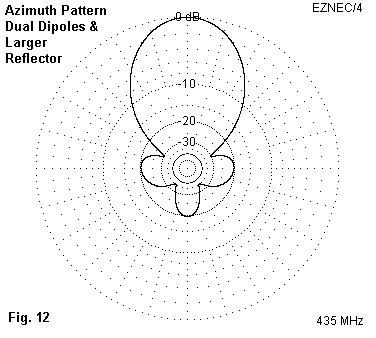 Azimuth Pattern
Dual Dipoles &
Larger
Reflector
EZNEC/4
0 dB
-10
-20
-30
Fig. 12
435 MHz